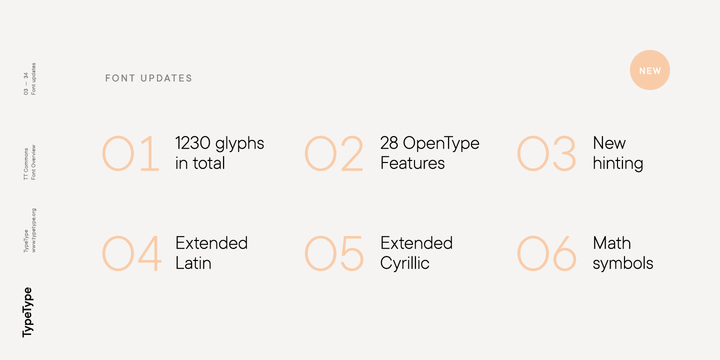 FONT UPDATES
NEW
01 1230 glyphs
in total
02 28 OpenType
Features
03 New
hinting
04 Extended
Latin
05 Extended
Cyrillic
06 Math
symbols
03 — 34
Font updates
TT Commons
Font Overview
TypeType
www.typetype.org
TypeType